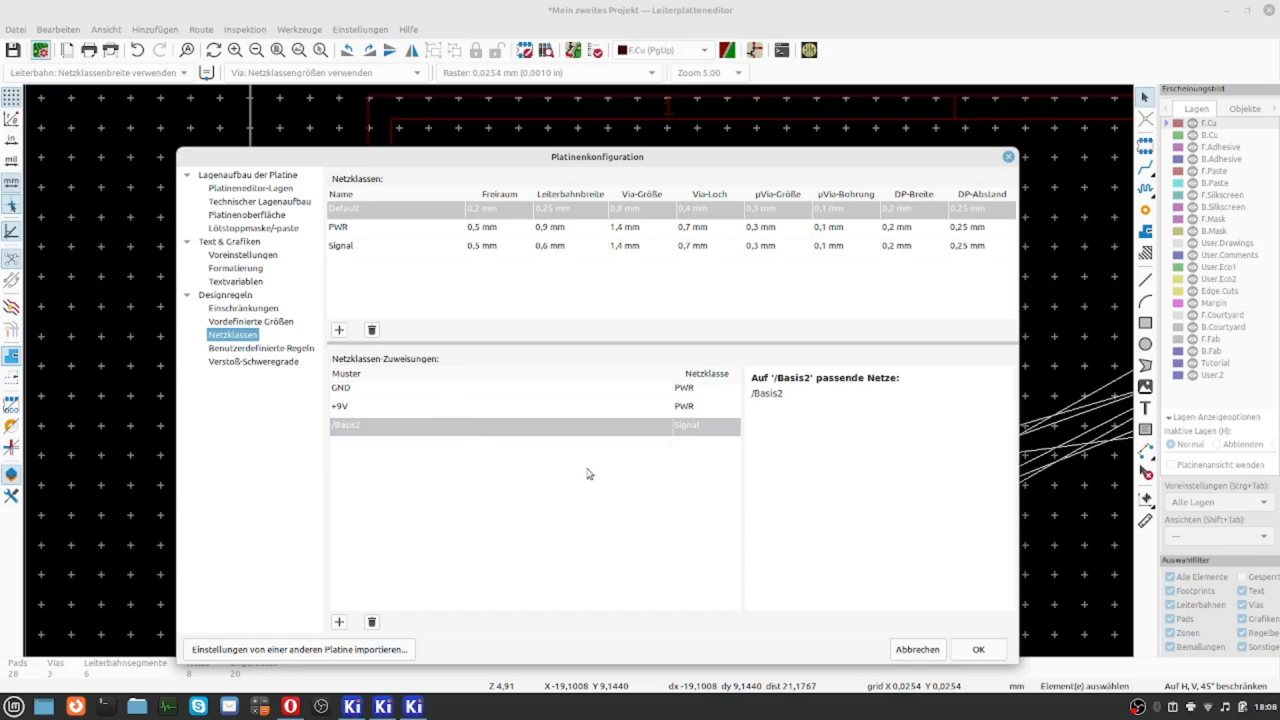 *Mein zweites Projekt — Leiterplatteneditor
Datei Bearbeiten Ansicht Hinzufügen Route Inspektion Werkzeuge Einstellungen Hilfe
F.Cu (PgUp)
Leiterbahn: Netzklassenbreite verwenden Via: Netzklassengrößen verwenden Raster: 0,0254 mm (0,0010 in) Zoom 5,00
in
mil
mm
1
Platinenkonfiguration
Lagenaufbau der Platine
Platineneditor-Lagen
Technischer Lagenaufbau
Platinenoberfläche
Lötstoppmaske/-paste
Text & Grafiken
Voreinstellungen
Formatierung
Textvariablen
Designregeln
Einschränkungen
Vordefinierte Größen
Netzklassen
Benutzerdefinierte Regeln
Verstoß-Schweregrade
Netzklassen:
Name Freiraum Leiterbahnbreite Via-Größe Via-Loch µVia-Größe µVia-Bohrung DP-Breite DP-Abstand
Default 0,2 mm 0,25 mm 0,8 mm 0,4 mm 0,3 mm 0,1 mm 0,2 mm 0,25 mm
PWR 0,5 mm 0,9 mm 1,4 mm 0,7 mm 0,3 mm 0,1 mm 0,2 mm 0,25 mm
Signal 0,5 mm 0,6 mm 1,4 mm 0,7 mm 0,3 mm 0,1 mm 0,2 mm 0,25 mm
Netzklassen-Zuweisungen:
Muster Netzklasse
GND PWR
+9V PWR
/Basis2 Signal
Auf '/Basis2' passende Netze:
/Basis2
Einstellungen von einer anderen Platine importieren...
Abbrechen OK
Erscheinungsbild
Lagen Objekte
F.Cu
B.Cu
F.Adhesive
B.Adhesive
F.Paste
B.Paste
F.Silkscreen
B.Silkscreen
F.Mask
B.Mask
User.Drawings
User.Comments
User.Eco1
User.Eco2
Edge.Cuts
Margin
F.Courtyard
B.Courtyard
F.Fab
B.Fab
Tutorial
User.2
Lagen-Anzeigeoptionen
Inaktive Lagen (H):
Normal Abblenden
Platinenansicht wenden
Voreinstellungen (Strg+Tab):
Alle Lagen
Ansichten (Shift+Tab):
---
Auswahlfilter
Alle Elemente Gesperrt
Footprints Text
Leiterbahnen Vias
Pads Grafiken
Zonen Regelbe
Bemaßungen Sonstige
Pads Vias Leiterbahnsegmente
28 3 6 8 20
Z 4,91 X -19,1008 Y 9,1440 dx -19,1008 dy 9,1440 dist 21,1767 grid X 0,0254 Y 0,0254 mm Element(e) auswählen Auf H, V, 45° beschränken
Ki Ki Ki
18:08